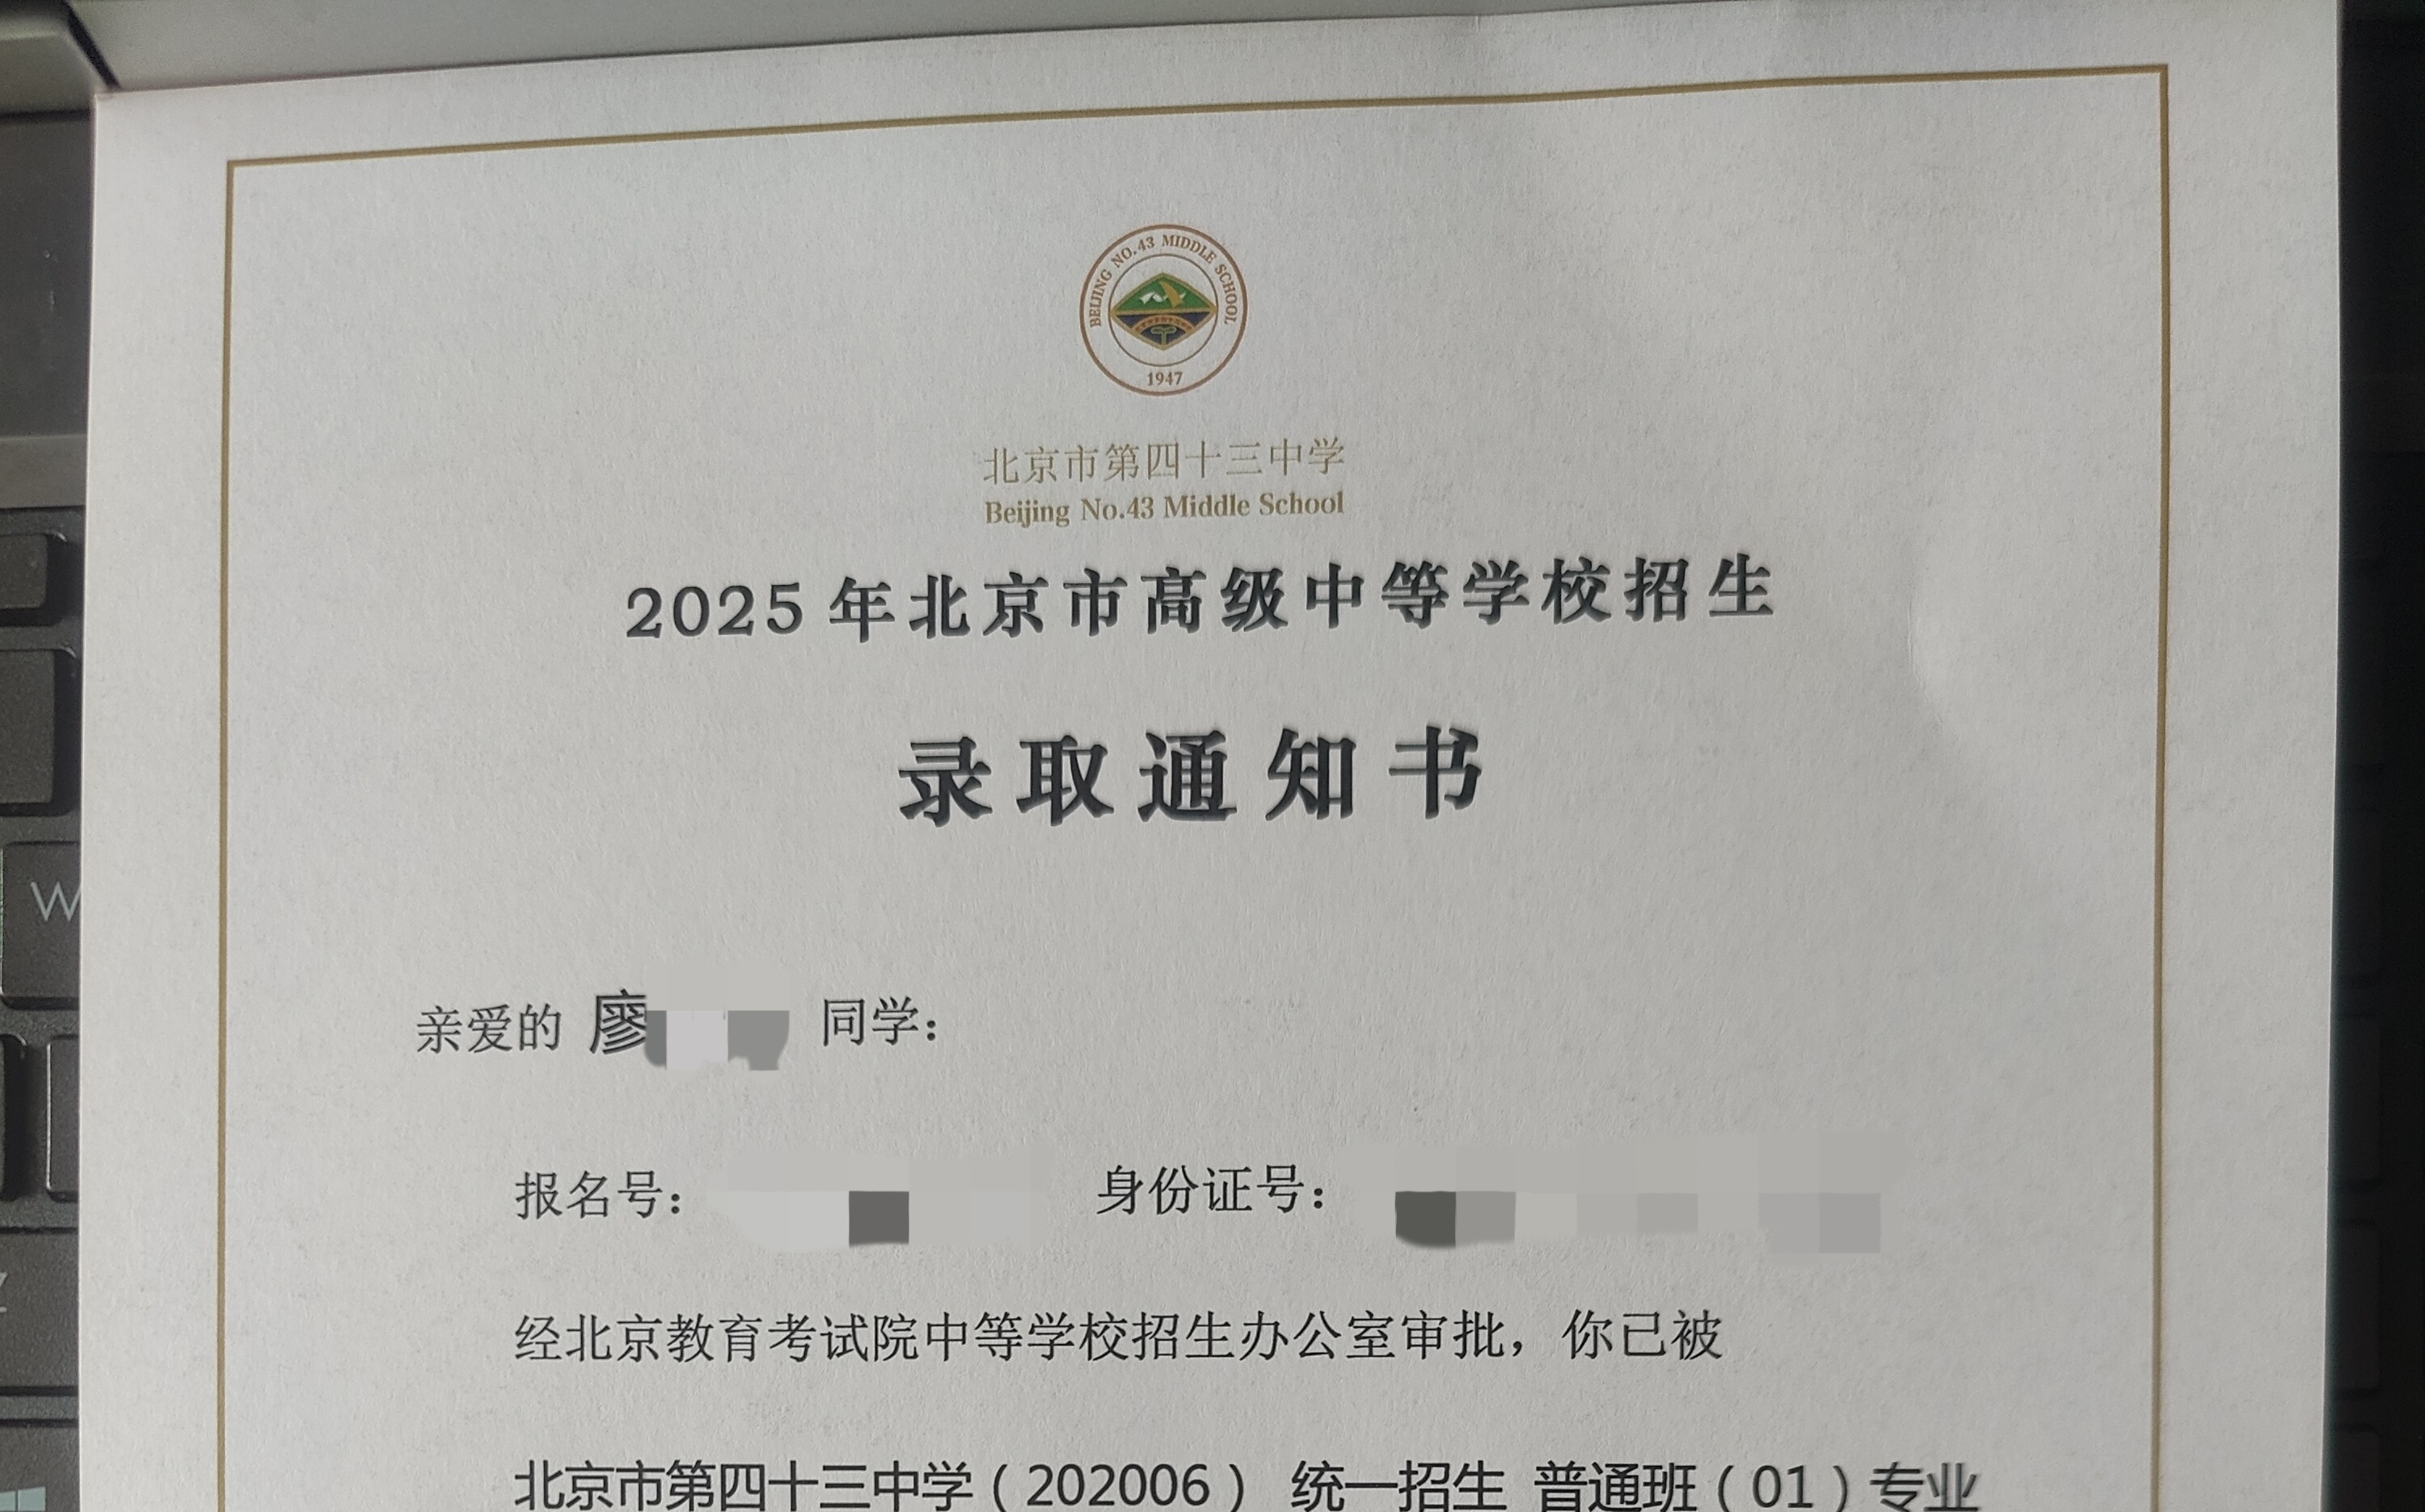 BEIJING NO.43 MIDDLE SCHOOL
1947
北京市第四十三中学
Beijing No.43 Middle School
2025年北京市高级中等学校招生
录取通知书
亲爱的 廖 同学：
报名号： 身份证号：
经北京教育考试院中等学校招生办公室审批，你已被
北京市第四十三中学（202006） 统一招生 普通班（01）专业
W